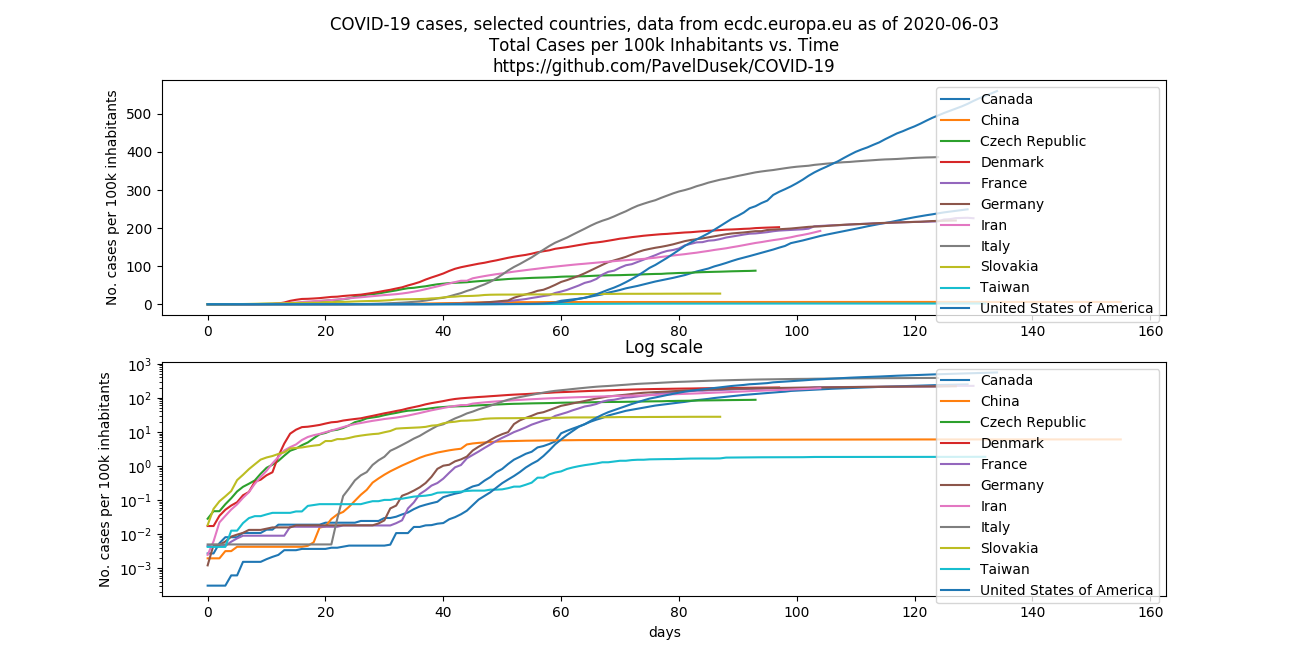 COVID-19 cases, selected countries, data from ecdc.europa.eu as of 2020-06-03
Total Cases per 100k Inhabitants vs. Time
https://github.com/PavelDusek/COVID-19
No. cases per 100k inhabitants
500
400
300
200
100
0
0 20 40 60 80 100 120 140 160
Canada
China
Czech Republic
Denmark
France
Germany
Iran
Italy
Slovakia
Taiwan
United States of America
Log scale
No. cases per 100k inhabitants
10³
10²
10¹
10⁰
10⁻¹
10⁻²
10⁻³
0 20 40 60 80 100 120 140 160
days
Canada
China
Czech Republic
Denmark
France
Germany
Iran
Italy
Slovakia
Taiwan
United States of America